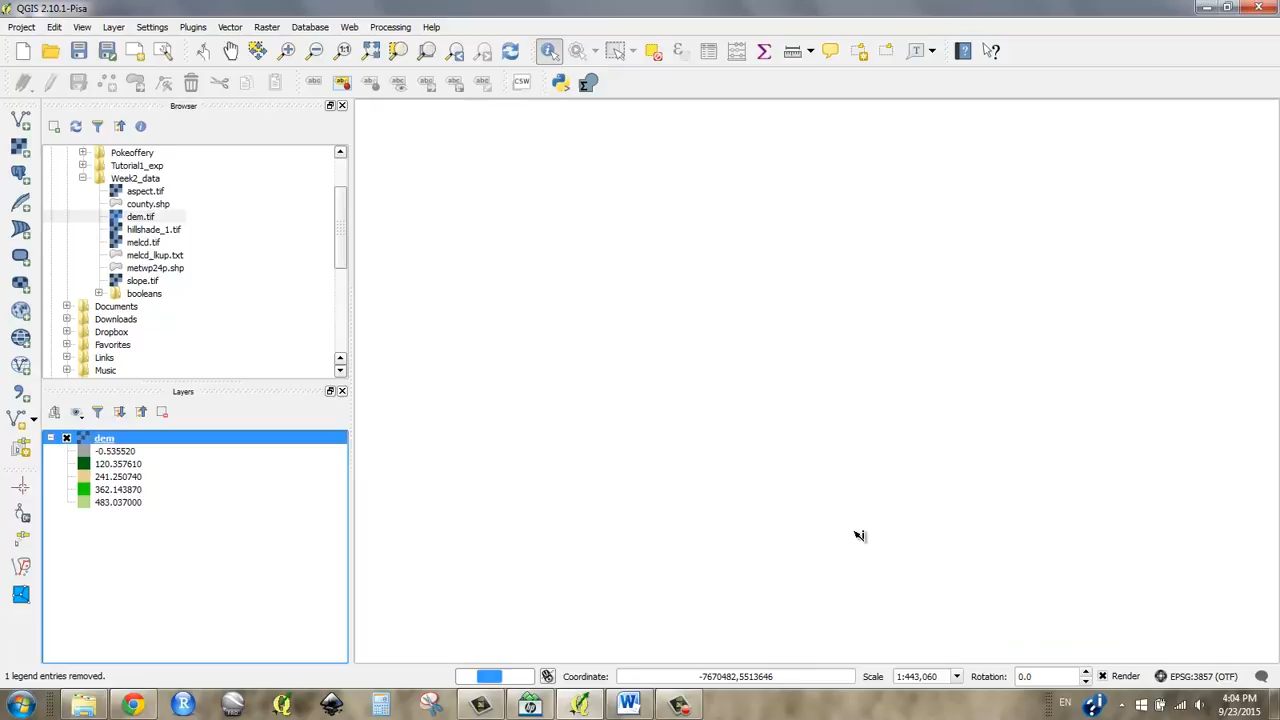 QGIS 2.10.1-Pisa
Project Edit View Layer Settings Plugins Vector Raster Database Web Processing Help
CSW
Browser
Pokeoffery
Tutorial1_exp
Week2_data
aspect.tif
county.shp
dem.tif
hillshade_1.tif
melcd.tif
melcd_lkup.txt
metwp24p.shp
slope.tif
booleans
Documents
Downloads
Dropbox
Favorites
Links
Music
Layers
dem
-0.535520
120.357610
241.250740
362.143870
483.037000
1 legend entries removed. Coordinate: -7670482,5513646 Scale 1:443,060 Rotation: 0.0 Render EPSG:3857 (OTF)
EN 4:04 PM
9/23/2015